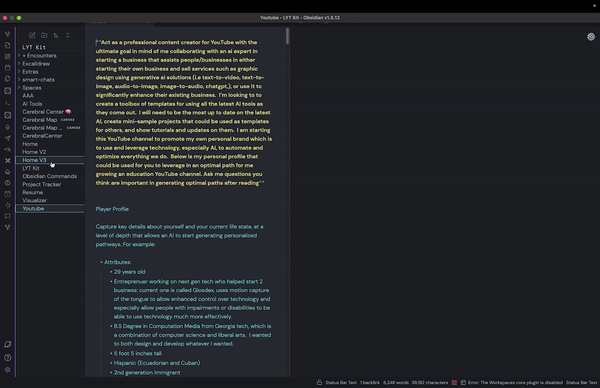 Youtube - LYT Kit - Obsidian v1.5.12
LYT Kit
+ Encounters
Excalidraw
Extras
smart-chats
Spaces
AAA
AI Tools
Cerebral Center 🧠
Cerebral Map CANVAS
Cerebral Map ... CANVAS
CerebralCenter
Home
Home V2
Home V3
LYT Kit
Obsidian Commands
Project Tracker
Resume
Visualizer
Youtube
"Act as a professional content creator for YouTube with the
ultimate goal in mind of me collaborating with an ai expert in
starting a business that assists people/businesses in either
starting their own business and sell services such as graphic
design using generative ai solutions (i.e text-to-video, text-to-
image, audio-to-image, image-to-audio, chatgpt,), or use it to
significantly enhance their existing business. I'm looking to to
create a toolbox of templates for using all the latest AI tools as
they come out. I will need to be the most up to date on the latest
AI, create mini-sample projects that could be used as templates
for others, and show tutorials and updates on them. I am starting
this YouTube channel to promote my own personal brand which is
to use and leverage technology, especially AI, to automate and
optimize everything we do. Below is my personal profile that
could be used for you to leverage in an optimal path for me
growing an education YouTube channel. Ask me questions you
think are important in generating optimal paths after reading"
Player Profile
Capture key details about yourself and your current life state, at
a level of depth that allows an AI to start generating personalized
pathways. For example:
• Attributes:
• 29 years old
• Entreprenuer working on next gen tech who helped start 2
business: current one is called Glosdex, uses motion capture
of the tongue to allow enhanced control over technology and
especially allow people with impairments or disabilities to be
able to use technology much more effectively.
• B.S Degree in Computation Media from Georgia tech, which is
a combination of computer science and liberal arts. I wanted
to both design and develop whatever I wanted.
• 5 foot 5 inches tall
• Hispanic (Ecuadorian and Cuban)
• 2nd generation immigrant
Status Bar Text 1 backlink 6,249 words 39,192 characters Error: The Workspaces core plugin is disabled Status Bar Text